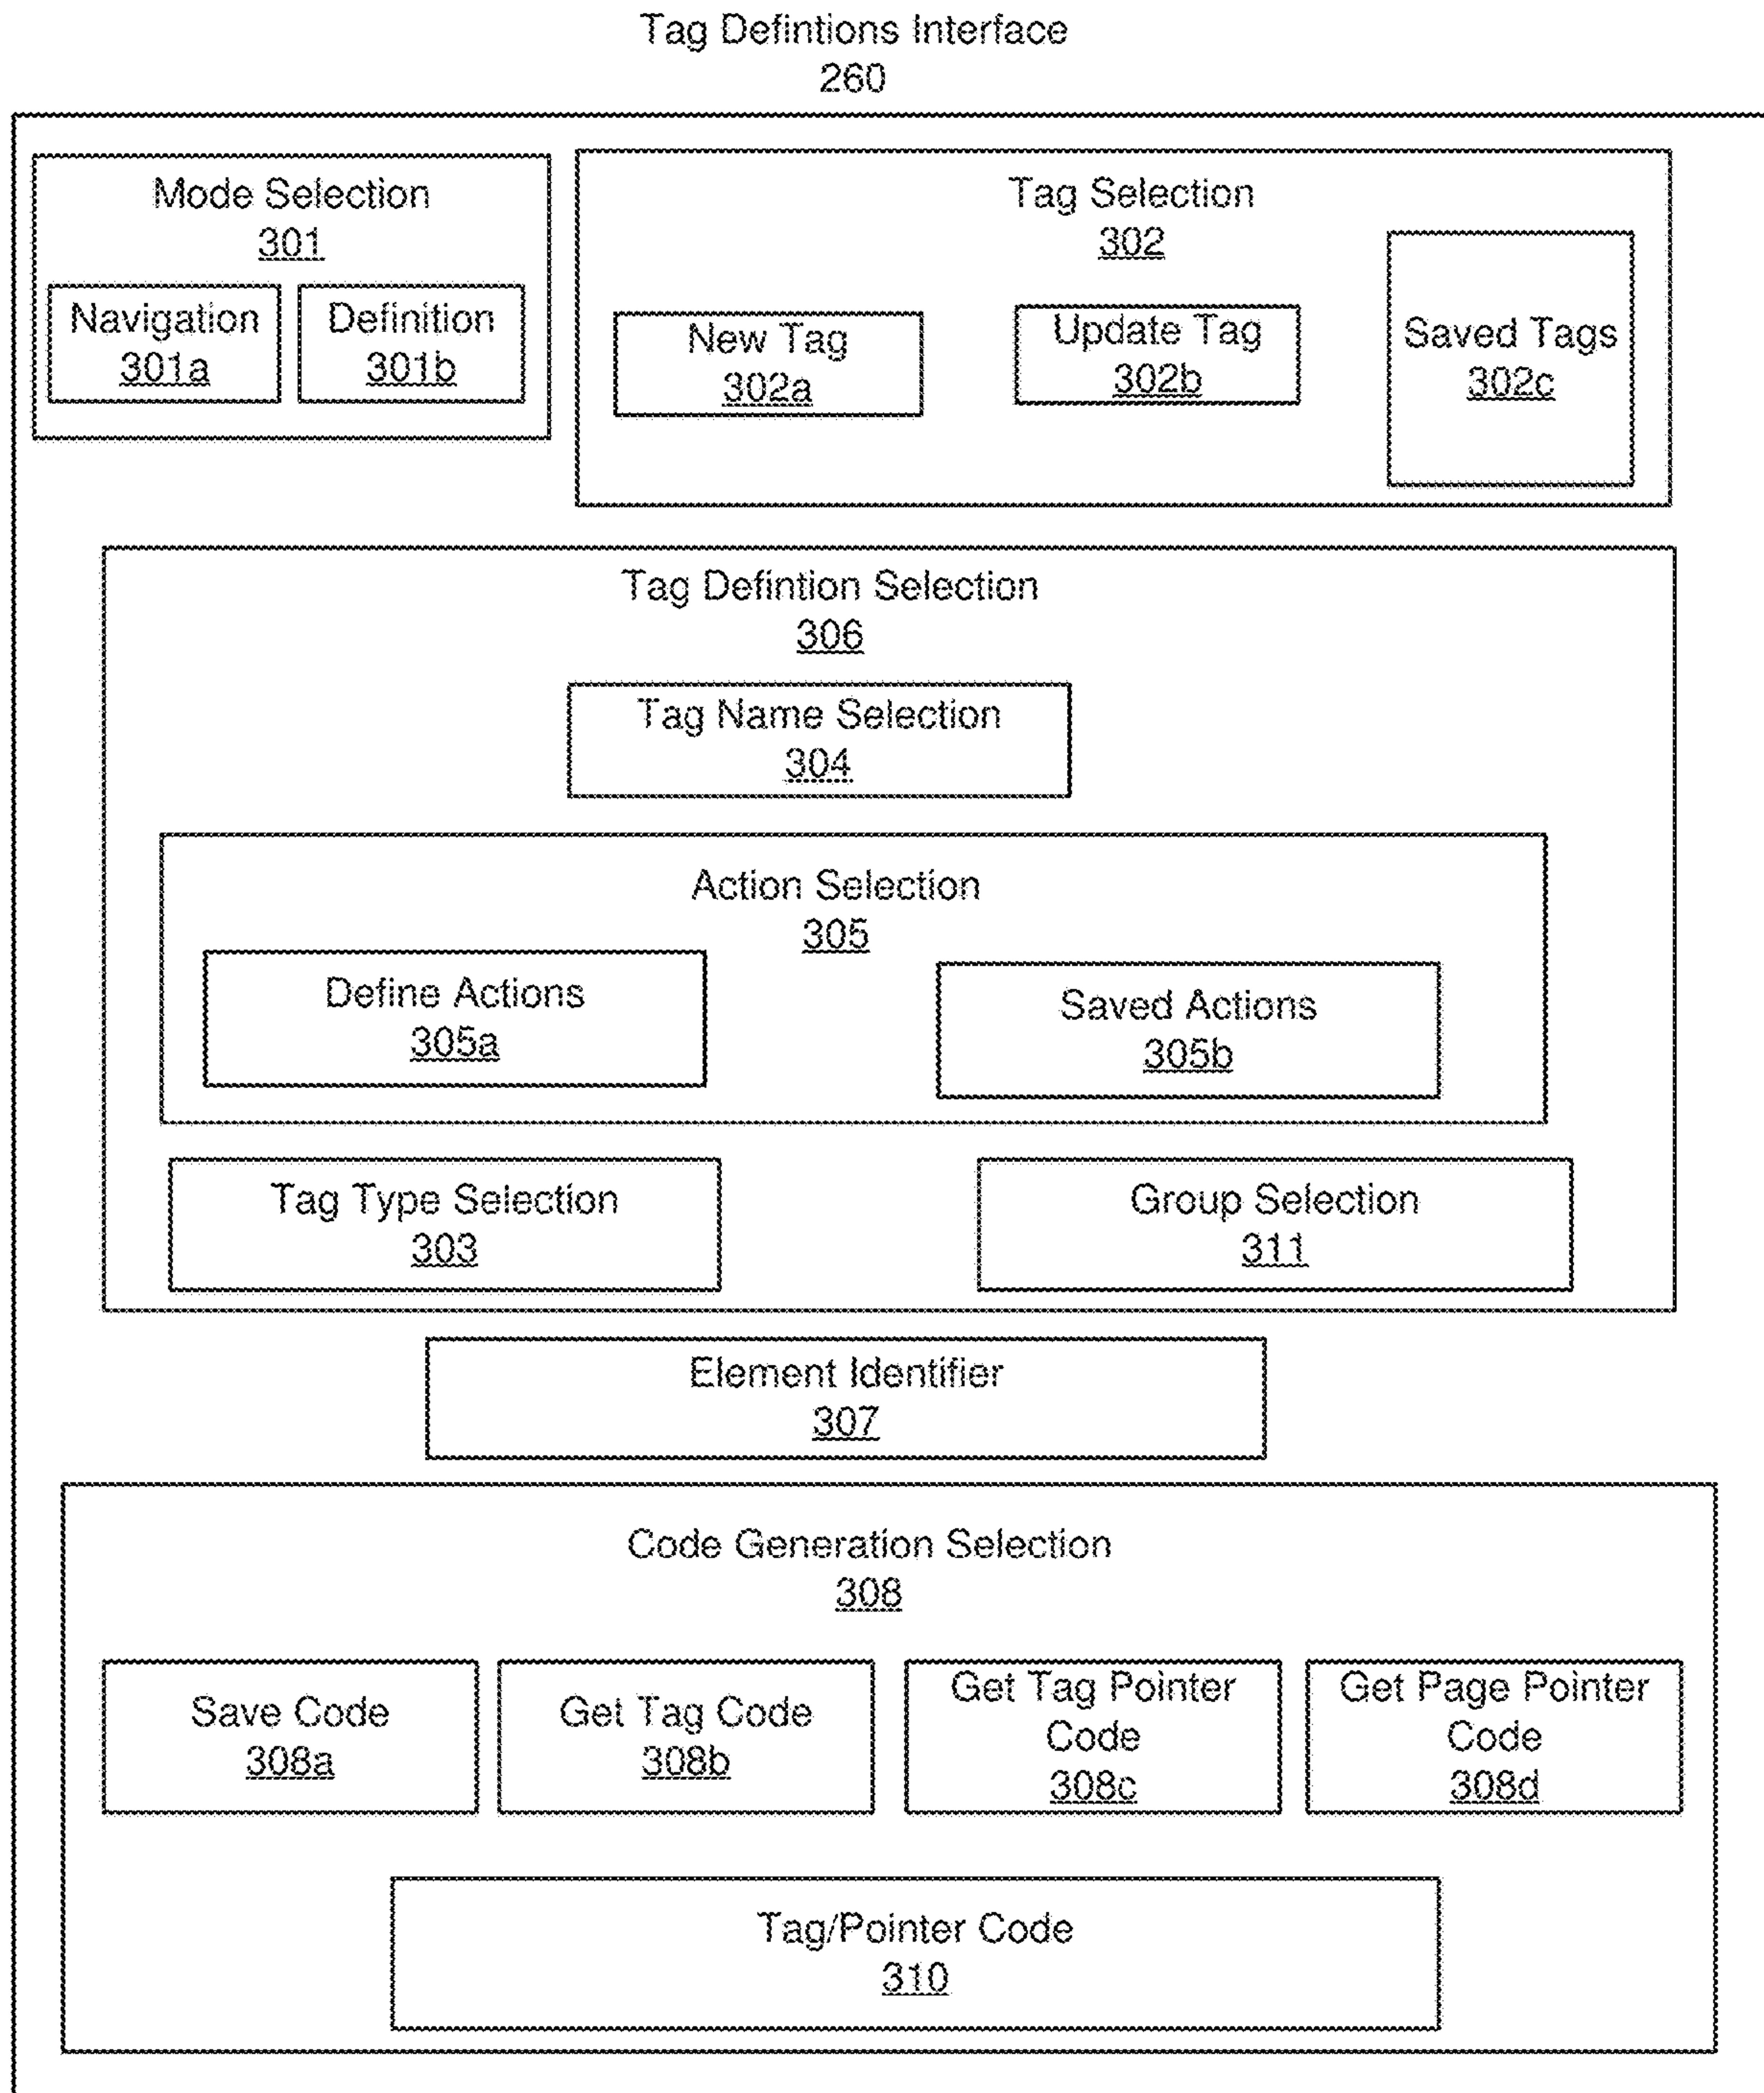 Tag Defintions Interface
260
Mode Selection
301
Navigation
301a
Definition
301b
Tag Selection
302
New Tag
302a
Update Tag
302b
Saved Tags
302c
Tag Defintion Selection
306
Tag Name Selection
304
Action Selection
305
Define Actions
305a
Saved Actions
305b
Tag Type Selection
303
Group Selection
311
Element Identifier
307
Code Generation Selection
308
Save Code
308a
Get Tag Code
308b
Get Tag Pointer
Code
308c
Get Page Pointer
Code
308d
Tag/Pointer Code
310